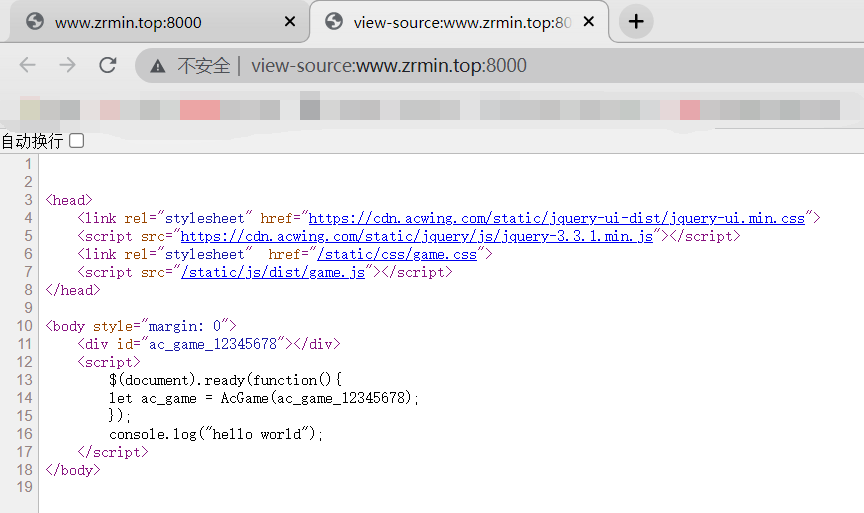 www.zrmin.top:8000
view-source:www.zrmin.top:80
不安全 | view-source:www.zrmin.top:8000
自动换行
1
2
3 <head>
4 <link rel="stylesheet" href="https://cdn.acwing.com/static/jquery-ui-dist/jquery-ui.min.css">
5 <script src="https://cdn.acwing.com/static/jquery/js/jquery-3.3.1.min.js"></script>
6 <link rel="stylesheet"  href="/static/css/game.css">
7 <script src="/static/js/dist/game.js"></script>
8 </head>
9
10 <body style="margin: 0">
11 <div id="ac_game_12345678"></div>
12 <script>
13 $(document).ready(function(){
14 let ac_game = AcGame(ac_game_12345678);
15 });
16 console.log("hello world");
17 </script>
18 </body>
19